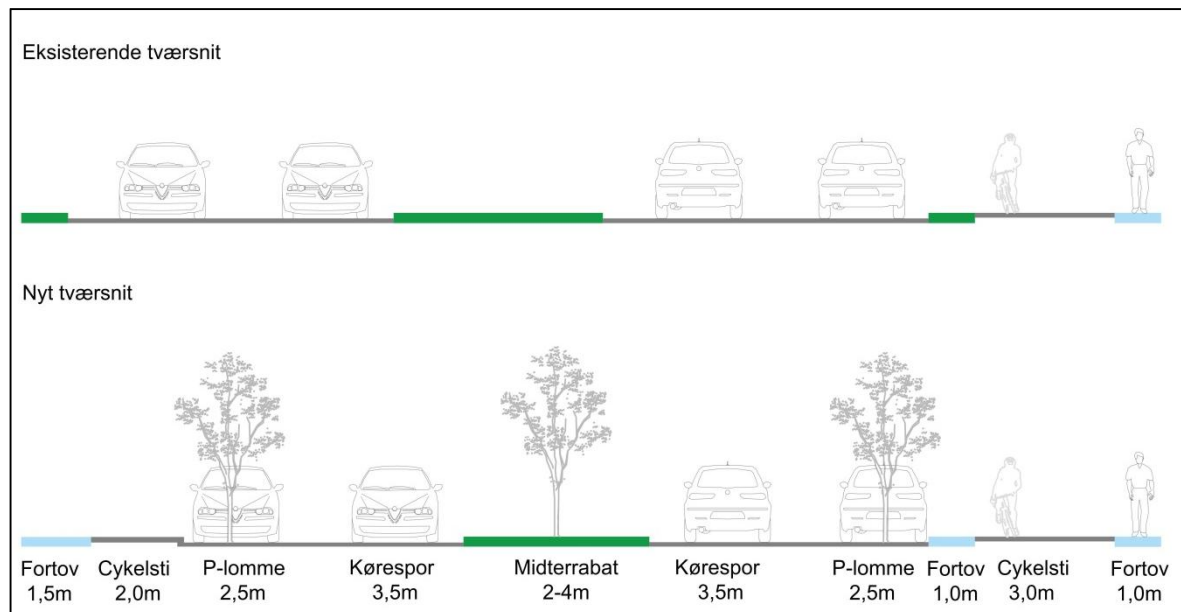 Eksisterende tværsnit
Nyt tværsnit
Fortov Cykelsti P-lomme Kørespor Midterrabat Kørespor P-lomme Fortov Cykelsti Fortov
1,5m 2,0m 2,5m 3,5m 2-4m 3,5m 2,5m 1,0m 3,0m 1,0m